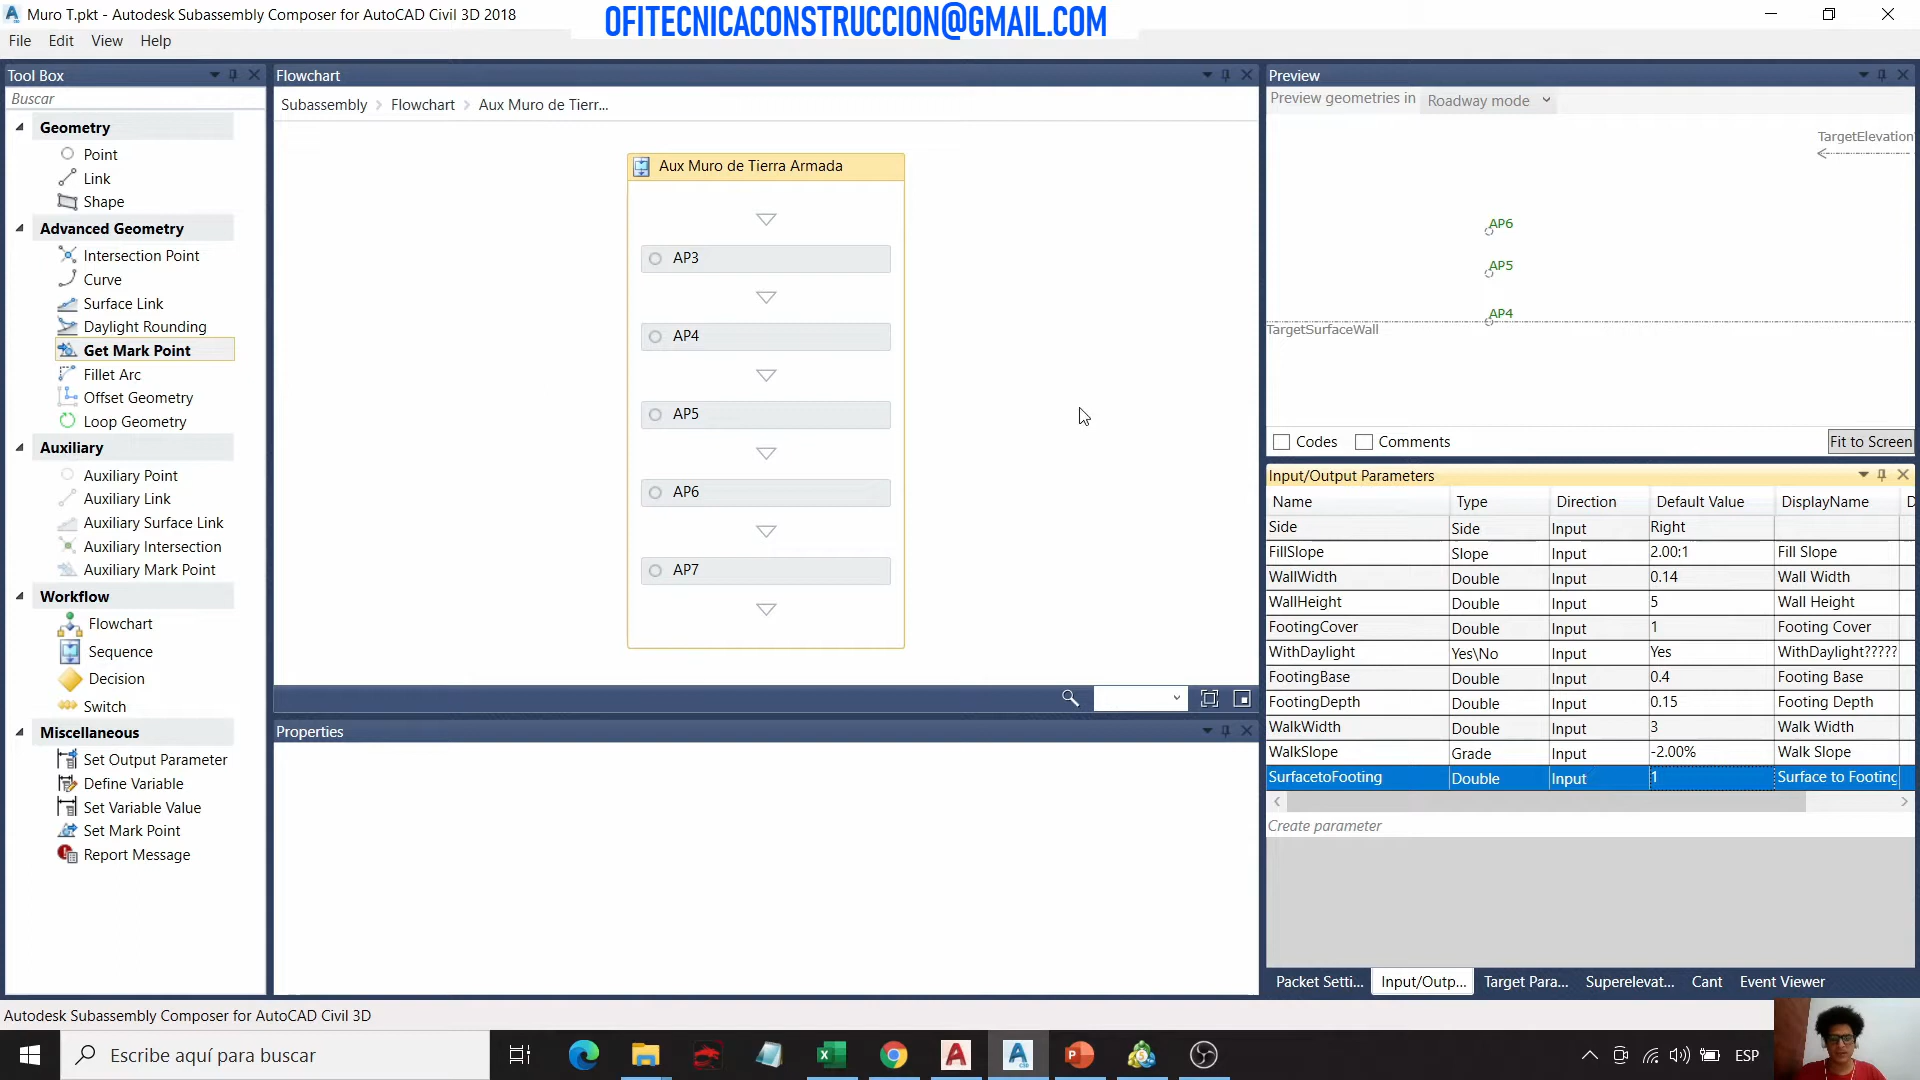 Muro T.pkt - Autodesk Subassembly Composer for AutoCAD Civil 3D 2018
OFITECNICACONSTRUCCION@GMAIL.COM
File Edit View Help
Tool Box
Buscar
Geometry
Point
Link
Shape
Advanced Geometry
Intersection Point
Curve
Surface Link
Daylight Rounding
Get Mark Point
Fillet Arc
Offset Geometry
Loop Geometry
Auxiliary
Auxiliary Point
Auxiliary Link
Auxiliary Surface Link
Auxiliary Intersection
Auxiliary Mark Point
Workflow
Flowchart
Sequence
Decision
Switch
Miscellaneous
Set Output Parameter
Define Variable
Set Variable Value
Set Mark Point
Report Message
Flowchart
Subassembly > Flowchart > Aux Muro de Tierr...
Aux Muro de Tierra Armada
AP3
AP4
AP5
AP6
AP7
Properties
Preview
Preview geometries in Roadway mode
TargetElevation
AP6
AP5
AP4
TargetSurfaceWall
Codes Comments Fit to Screen
Input/Output Parameters
Name Type Direction Default Value DisplayName D
Side Side Input Right
FillSlope Slope Input 2.00:1 Fill Slope
WallWidth Double Input 0.14 Wall Width
WallHeight Double Input 5 Wall Height
FootingCover Double Input 1 Footing Cover
WithDaylight Yes\No Input Yes WithDaylight?????
FootingBase Double Input 0.4 Footing Base
FootingDepth Double Input 0.15 Footing Depth
WalkWidth Double Input 3 Walk Width
WalkSlope Grade Input -2.00% Walk Slope
SurfacetoFooting Double Input 1 Surface to Footing
Create parameter
Packet Setti... Input/Outp... Target Para... Superelevat... Cant Event Viewer
Autodesk Subassembly Composer for AutoCAD Civil 3D
Escribe aquí para buscar
ESP